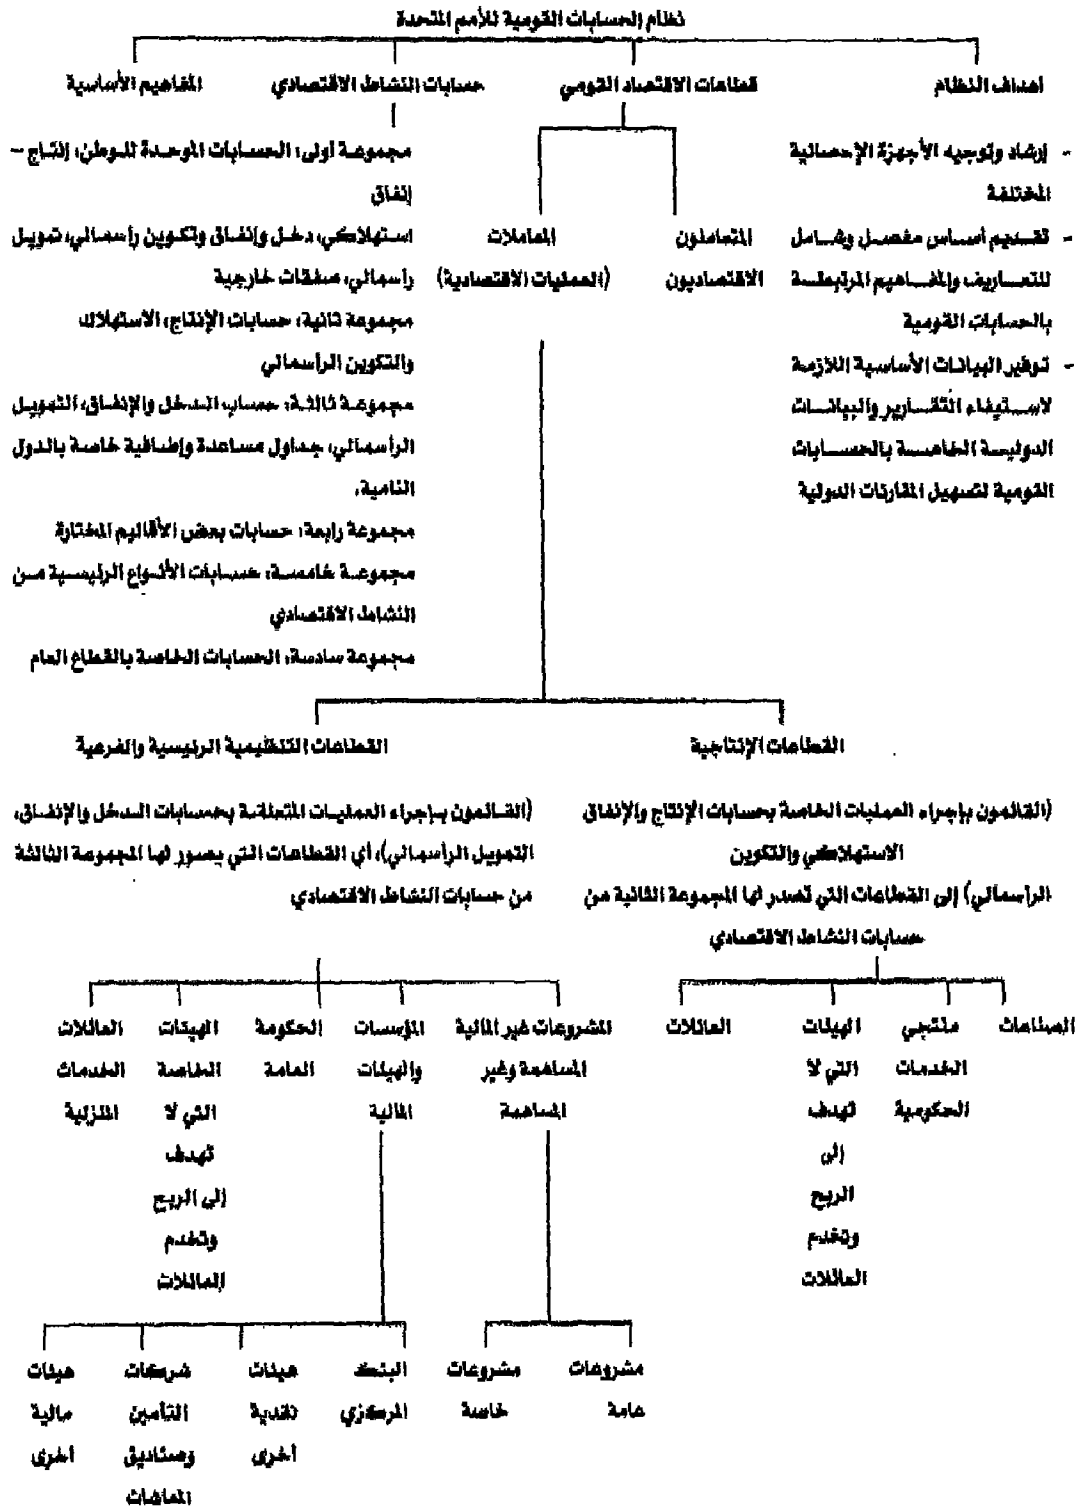 نظام الحسابات القومية للأمم المتحدة
اهداف النظام
قطاعات الاقتصاد القومي
حسابات النشاط الاقتصادي
المفاهيم الأساسية
- إرشاد وتوجيه الأجهزة الإحصائية
المختلفة
- تقديم أساس مفصل وشامل
للتعاريف والمفاهيم المرتبطة
بالحسابات القومية
- توفير البيانات الأساسية اللازمة
لاستيفاء التقارير والبيانات
الدولية الخاصة بالحسابات
القومية لتسهيل المقارنات الدولية
المتعاملون
الاقتصاديون
المعاملات
(العمليات الاقتصادية)
مجموعة أولى، الحسابات الموحدة للوطن، إنتاج -
إنفاق
استهلاكي، دخل وإنفاق وتكوين رأسمالي، تمويل
رأسمالي، صفقات خارجية
مجموعة ثانية، حسابات الإنتاج، الاستهلاك
والتكوين الرأسمالي
مجموعة ثالثة، حساب الدخل والإنفاق، التمويل
الرأسمالي، جداول مساعدة وإضافية خاصة بالدول
النامية.
مجموعة رابعة، حسابات بعض الأقاليم المختارة
مجموعة خامسة، حسابات الأنواع الرئيسية من
النشاط الاقتصادي
مجموعة سادسة، الحسابات الخاصة بالقطاع العام
القطاعات الإنتاجية
القطاعات التنظيمية الرئيسية والفرعية
(القائمون بإجراء العمليات الخاصة بحسابات الإنتاج والإنفاق
الاستهلاكي والتكوين
الرأسمالي) إلى القطاعات التي تصدر لها المجموعة الثانية من
حسابات النشاط الاقتصادي
(القائمون بإجراء العمليات المتعلقة بحسابات الدخل والإنفاق،
التمويل الرأسمالي)، أي القطاعات التي يصور لها المجموعة الثالثة
من حسابات النشاط الاقتصادي
الصناعات
منتجي
الخدمات
الحكومية
الهيئات
التي لا
تهدف
إلى
الربح
وتخدم
العائلات
العائلات
المشروعات غير المالية
المساهمة وغير
المساهمة
المؤسسات
والهيئات
المالية
الحكومة
العامة
الهيئات
الخاصة
التي لا
تهدف
إلى الربح
وتخدم
العائلات
العائلات
الخدمات
المنزلية
مشروعات
عامة
مشروعات
خاصة
البنك
المركزي
هيئات
نقدية
أخرى
شركات
التأمين
وصناديق
المعاشات
هيئات
مالية
أخرى